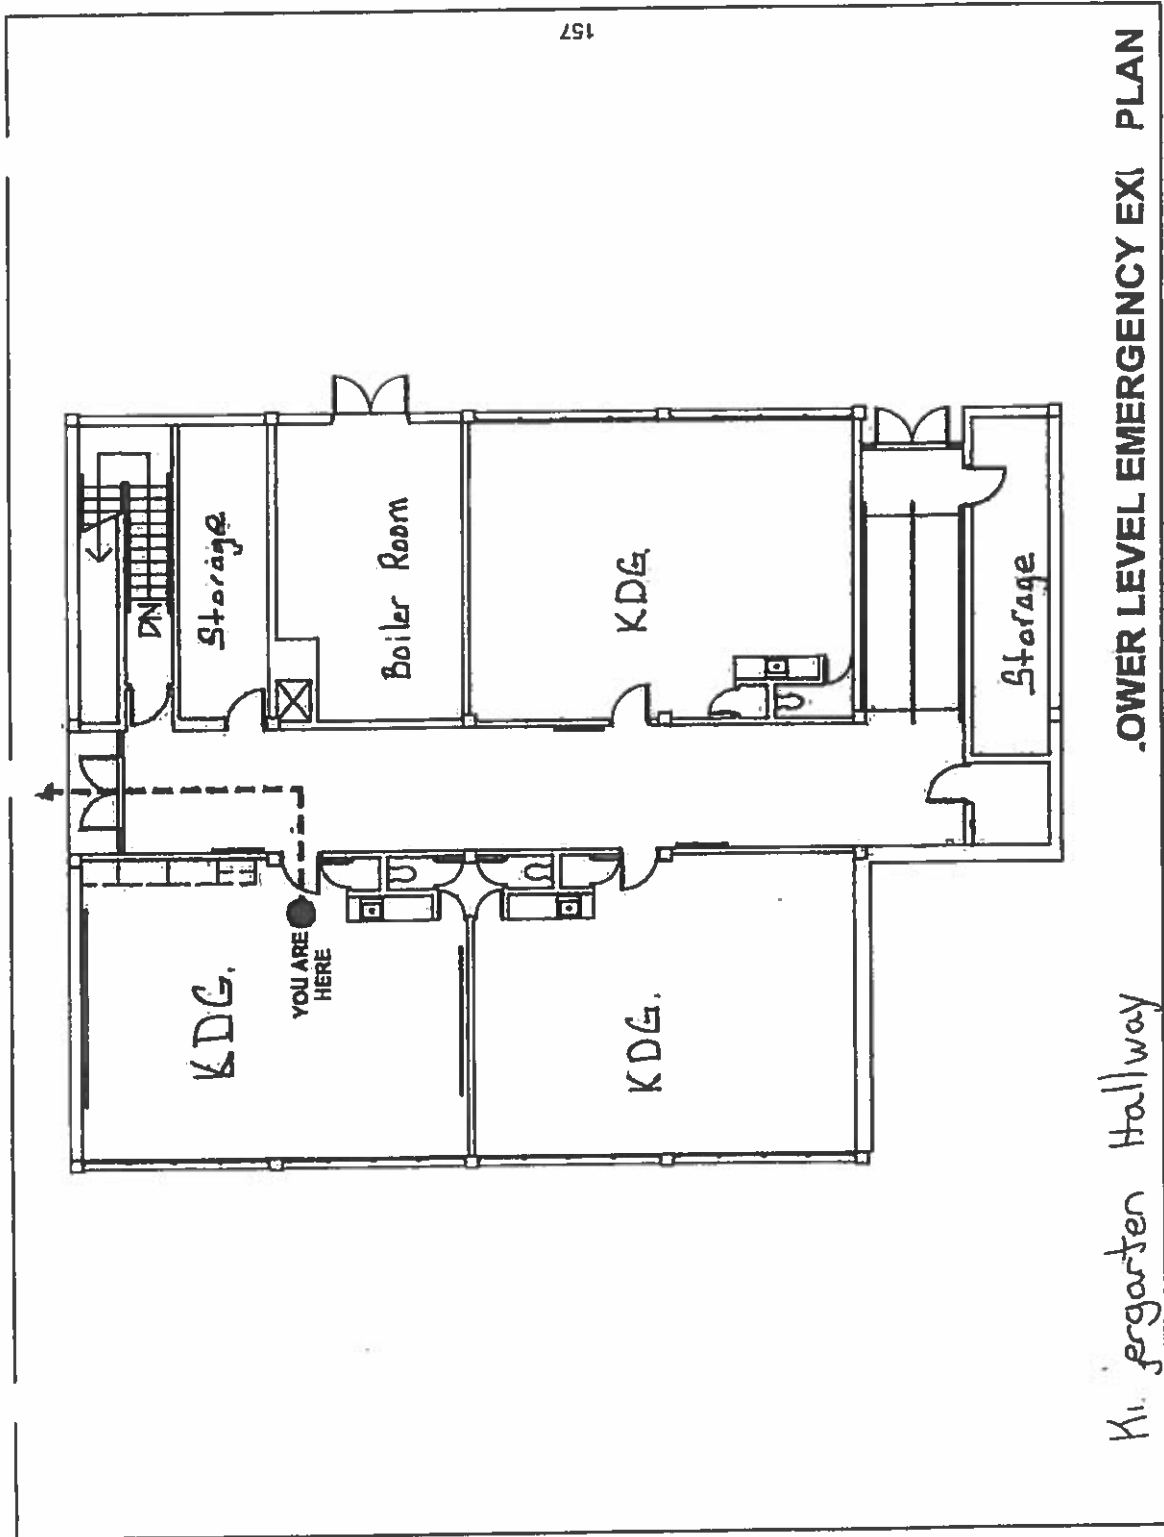 157
DN
Storage
Boiler Room
KDG.
Storage
KDG.
YOU ARE
HERE
KDG.
.OWER LEVEL EMERGENCY EXI PLAN
Ki. ergarten Hallway